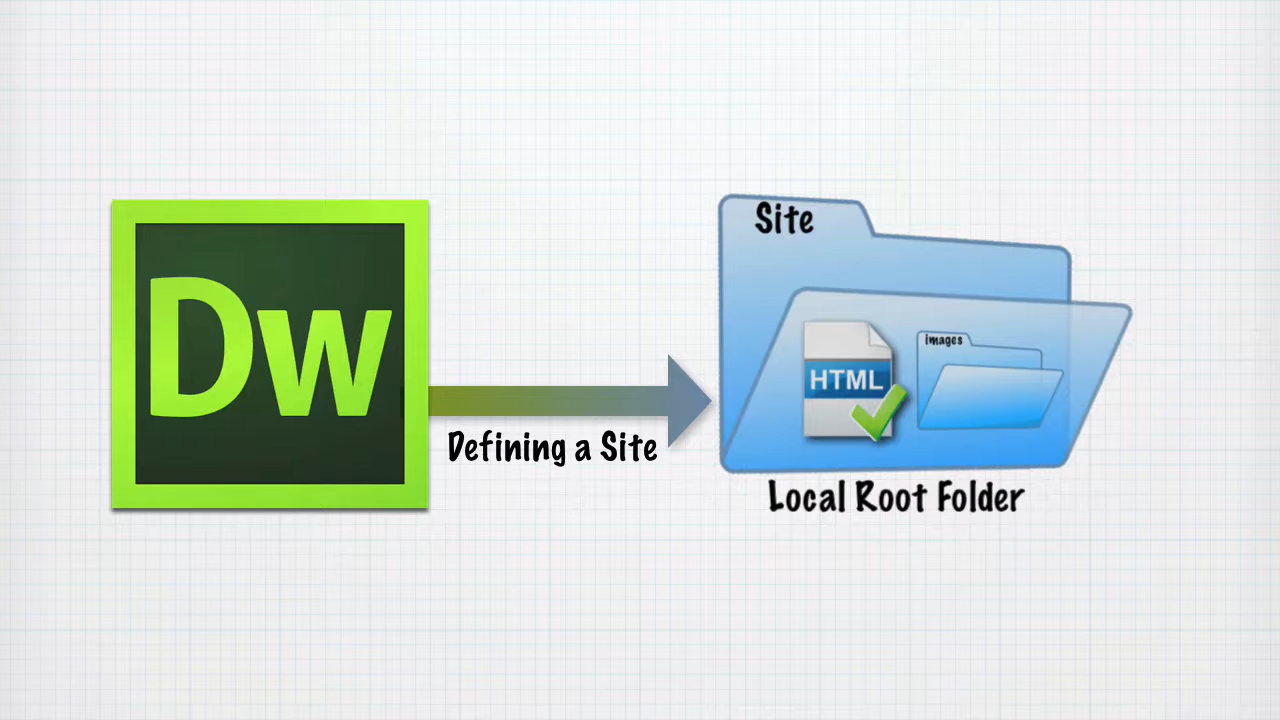 Dw
Defining a Site
Site
HTML
images
Local Root Folder